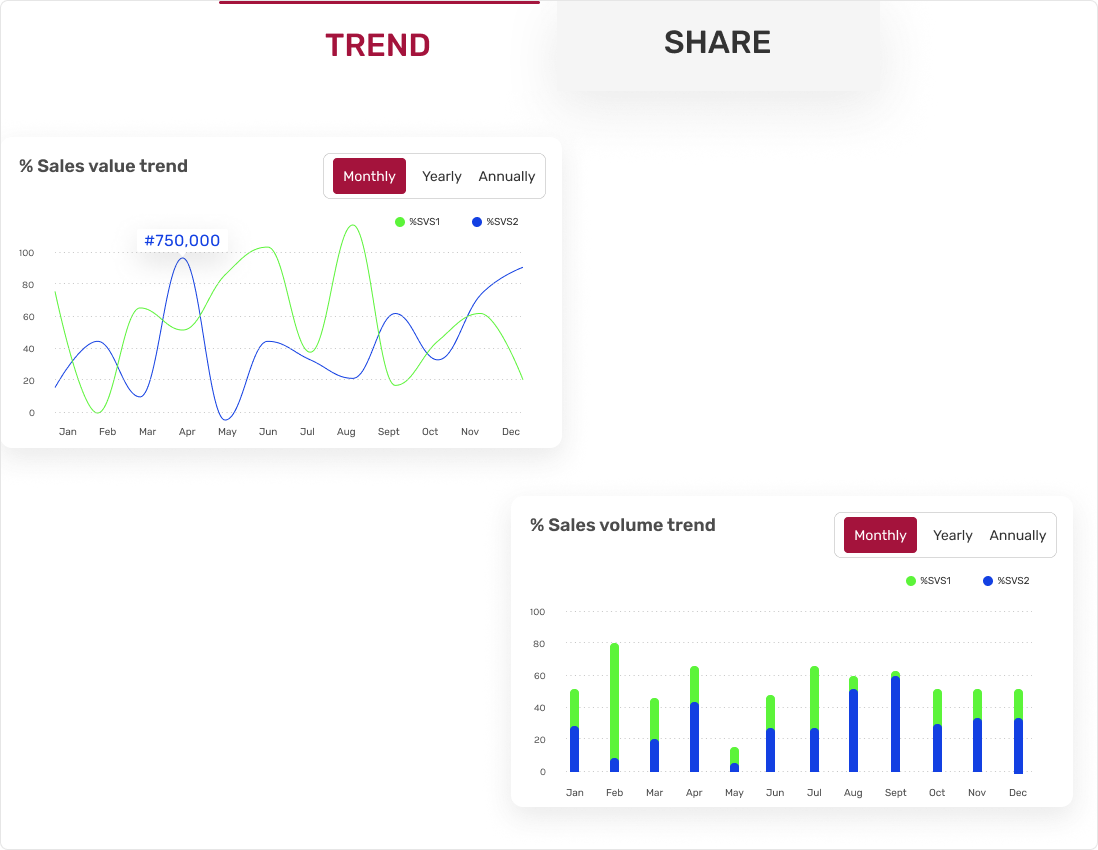 TREND
SHARE
% Sales value trend
Monthly Yearly Annually
%SVS1 %SVS2
#750,000
100
80
60
40
20
0
Jan Feb Mar Apr May Jun Jul Aug Sept Oct Nov Dec
% Sales volume trend
Monthly Yearly Annually
%SVS1 %SVS2
100
80
60
40
20
0
Jan Feb Mar Apr May Jun Jul Aug Sept Oct Nov Dec